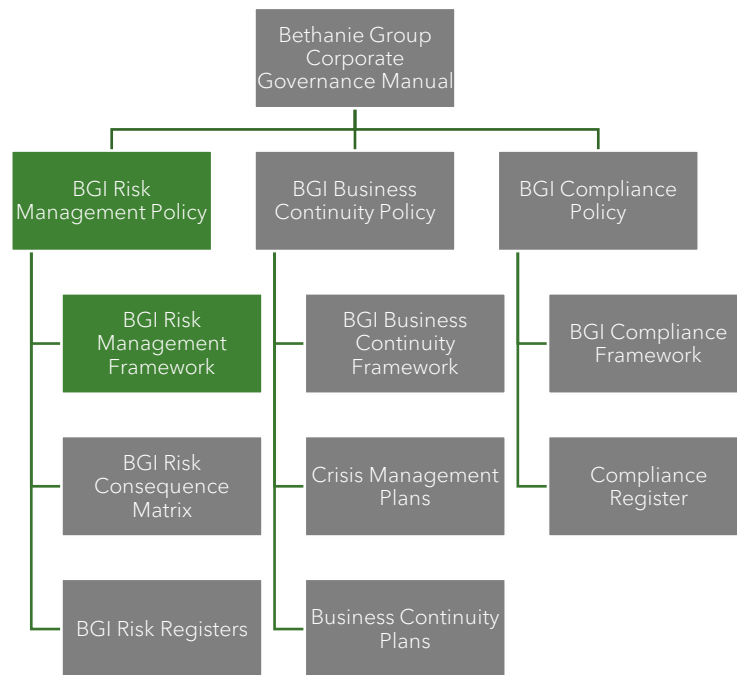 Bethanie Group
Corporate
Governance Manual
BGI Risk
Management Policy
BGI Business
Continuity Policy
BGI Compliance
Policy
BGI Risk
Management
Framework
BGI Business
Continuity
Framework
BGI Compliance
Framework
BGI Risk
Consequence
Matrix
Crisis Management
Plans
Compliance
Register
BGI Risk Registers
Business Continuity
Plans